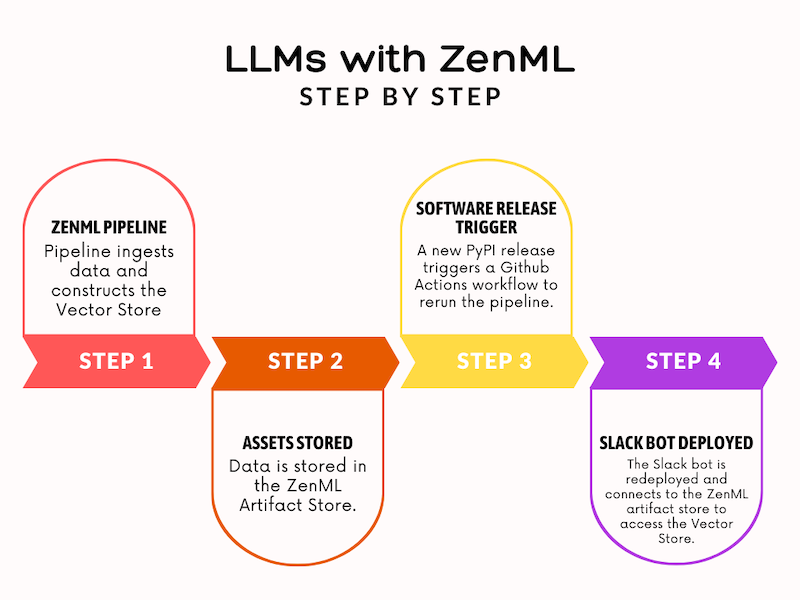 LLMs with ZenML
STEP BY STEP
ZENML PIPELINE
Pipeline ingests
data and
constructs the
Vector Store
STEP 1
STEP 2
ASSETS STORED
Data is stored in
the ZenML
Artifact Store.
SOFTWARE RELEASE
TRIGGER
A new PyPI release
triggers a Github
Actions workflow to
rerun the pipeline.
STEP 3
STEP 4
SLACK BOT DEPLOYED
The Slack bot is
redeployed and
connects to the ZenML
artifact store to
access the Vector
Store.